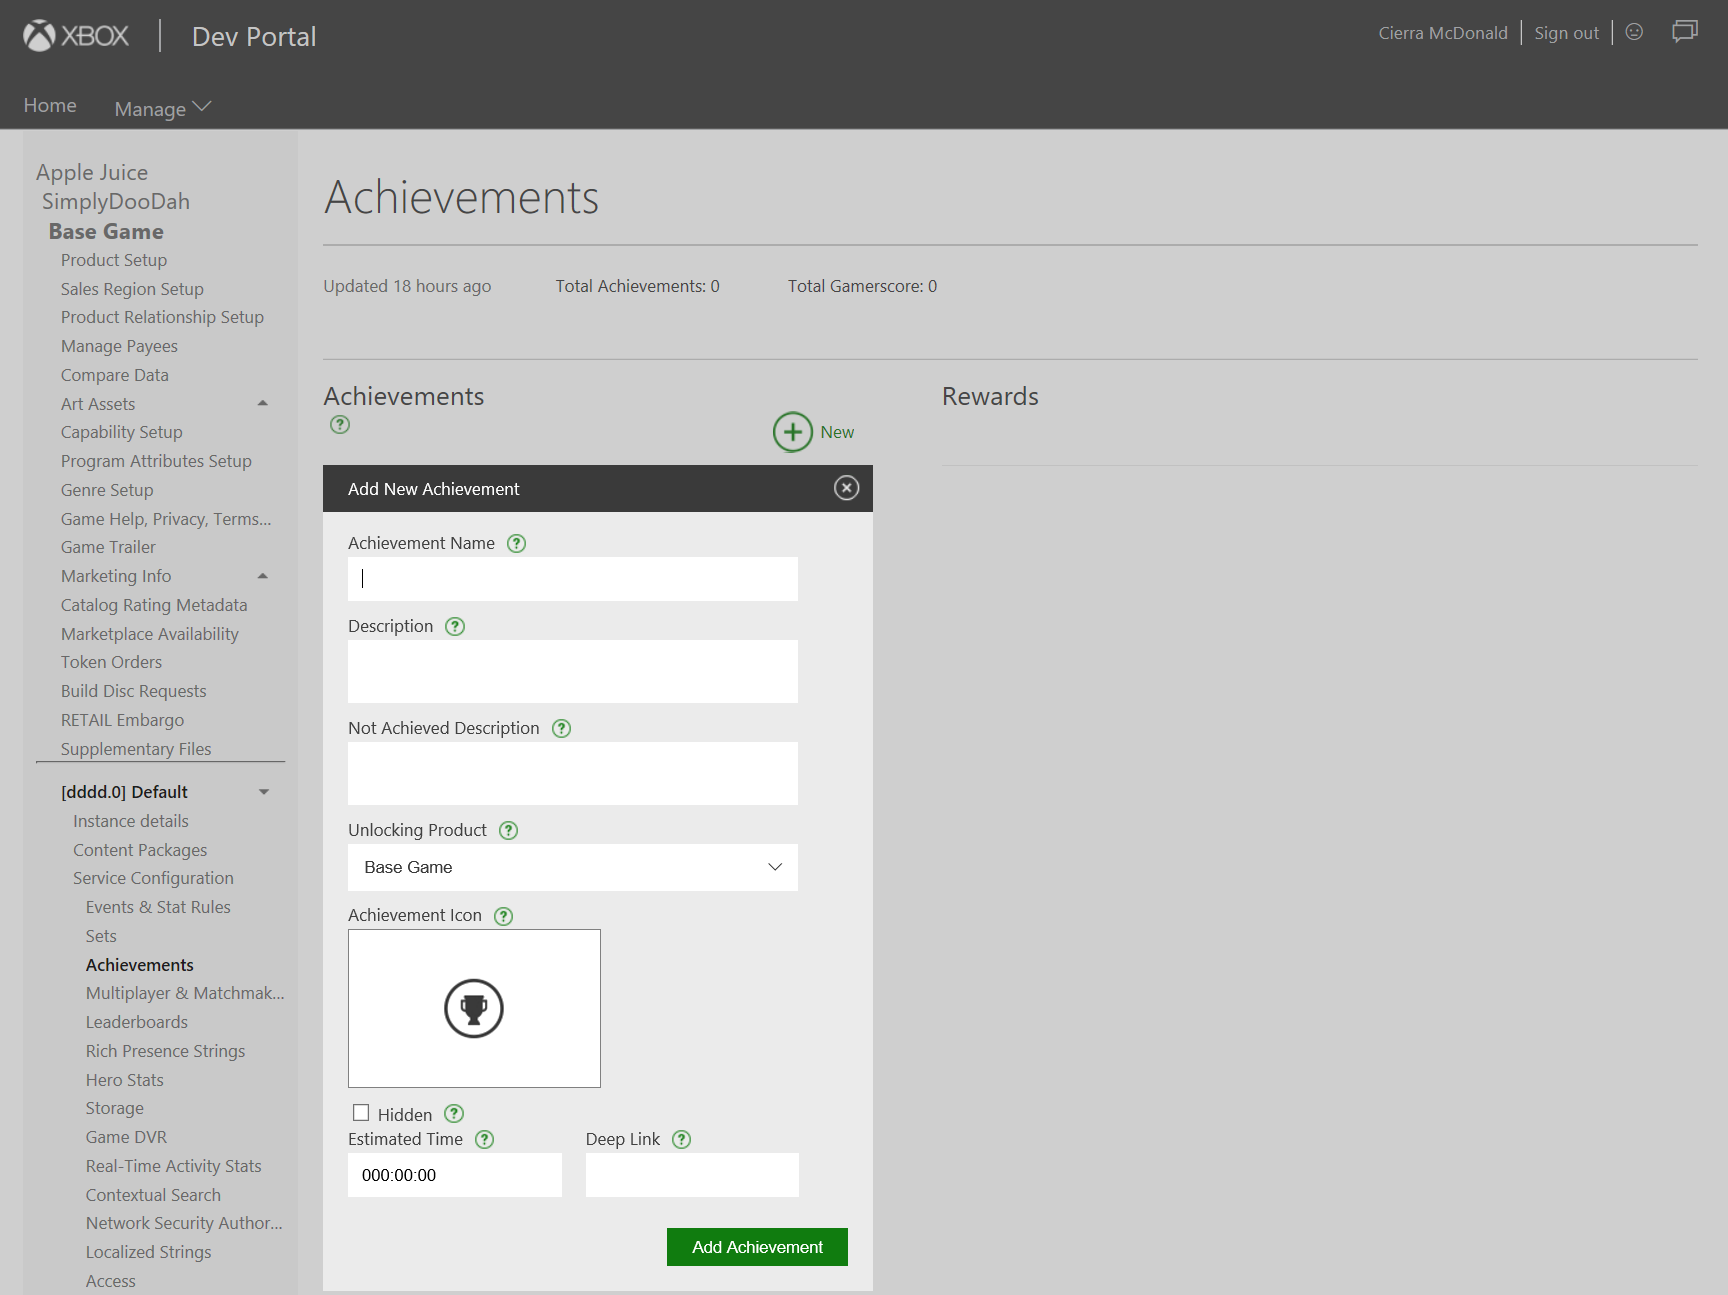 XBOX
Dev Portal
Cierra McDonald
Sign out
Home
Manage
Apple Juice
SimplyDooDah
Base Game
Product Setup
Sales Region Setup
Product Relationship Setup
Manage Payees
Compare Data
Art Assets
Capability Setup
Program Attributes Setup
Genre Setup
Game Help, Privacy, Terms...
Game Trailer
Marketing Info
Catalog Rating Metadata
Marketplace Availability
Token Orders
Build Disc Requests
RETAIL Embargo
Supplementary Files
[dddd.0] Default
Instance details
Content Packages
Service Configuration
Events & Stat Rules
Sets
Achievements
Multiplayer & Matchmak...
Leaderboards
Rich Presence Strings
Hero Stats
Storage
Game DVR
Real-Time Activity Stats
Contextual Search
Network Security Author...
Localized Strings
Access
Achievements
Updated 18 hours ago
Total Achievements: 0
Total Gamerscore: 0
Achievements
?
New
Rewards
Add New Achievement
Achievement Name ?
Description ?
Not Achieved Description ?
Unlocking Product ?
Base Game
Achievement Icon ?
Hidden ?
Estimated Time ?
Deep Link ?
000:00:00
Add Achievement